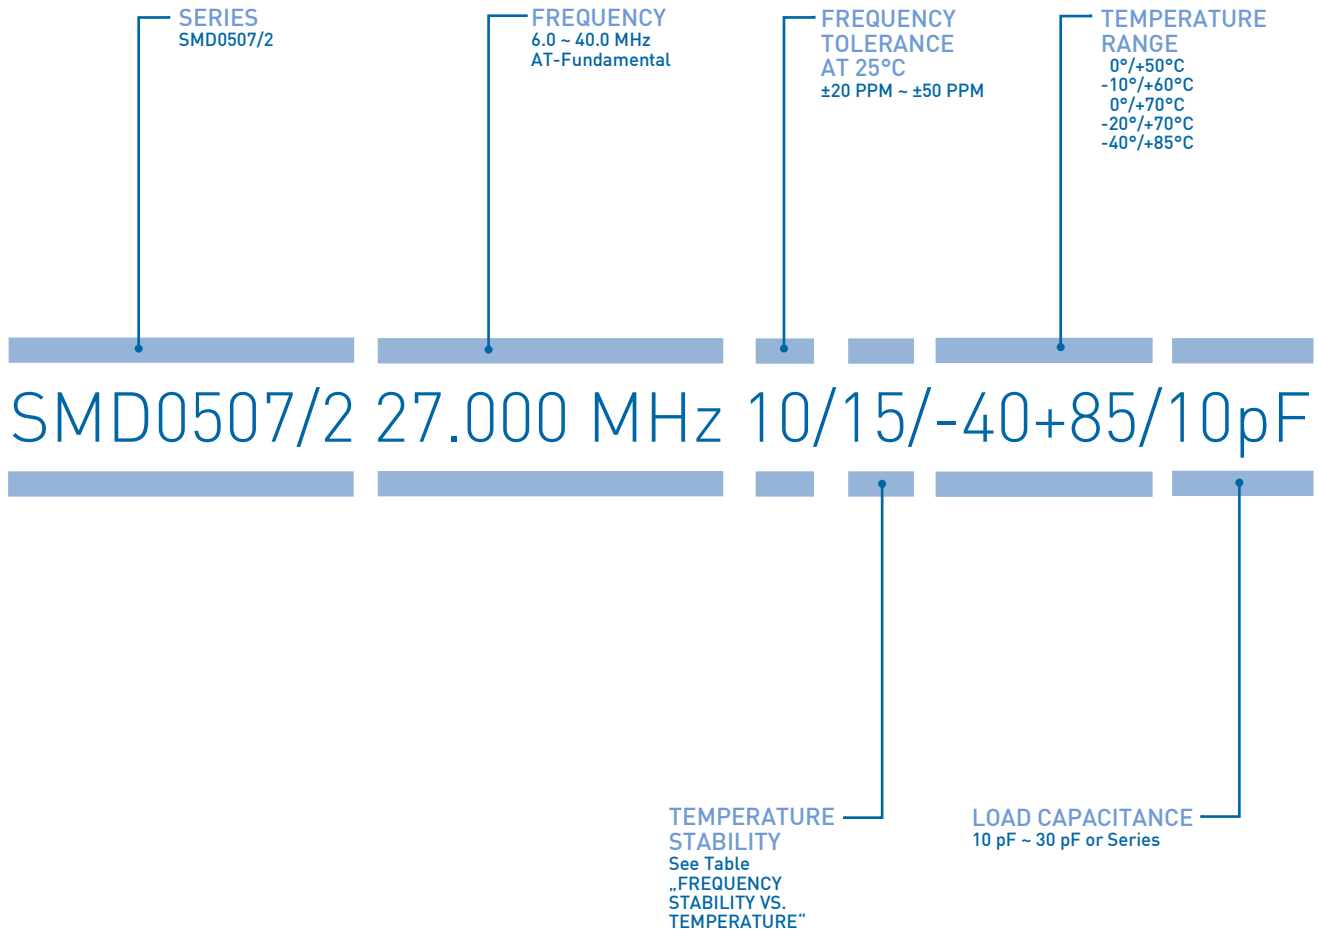 SERIES
SMD0507/2
FREQUENCY
6.0 ~ 40.0 MHz
AT-Fundamental
FREQUENCY
TOLERANCE
AT 25°C
±20 PPM ~ ±50 PPM
TEMPERATURE
RANGE
0°/+50°C
-10°/+60°C
0°/+70°C
-20°/+70°C
-40°/+85°C
SMD0507/2 27.000 MHz 10/15/-40+85/10pF
TEMPERATURE
STABILITY
See Table
„FREQUENCY
STABILITY VS.
TEMPERATURE“
LOAD CAPACITANCE
10 pF ~ 30 pF or Series